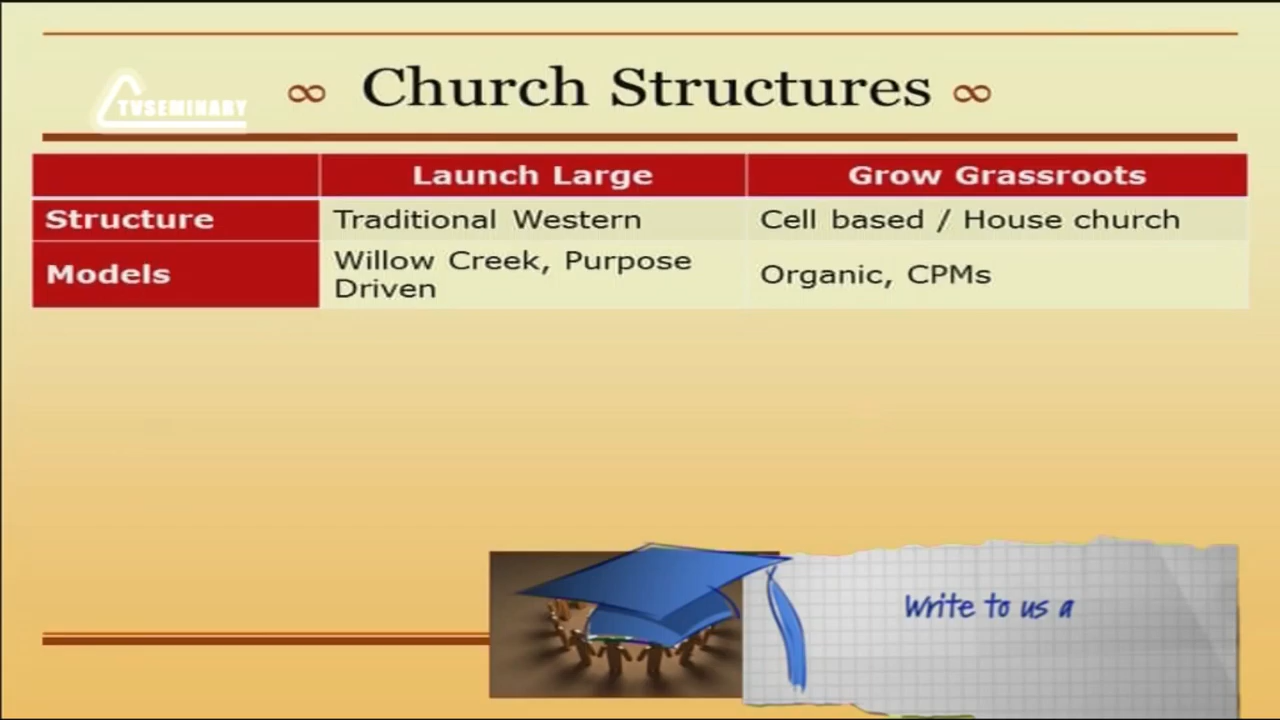 TVSEMINARY
∞ Church Structures ∞
Launch Large Grow Grassroots
Structure Traditional Western Cell based / House church
Models Willow Creek, Purpose Driven Organic, CPMs
Write to us a